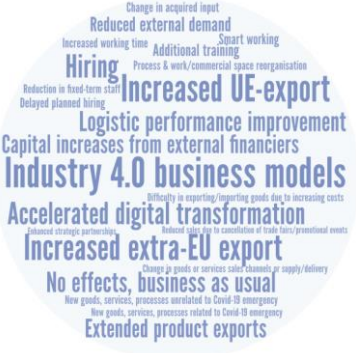 Change in acquired input
Reduced external demand
Increased working time
Smart working
Additional training
Hiring
Process & work/commercial space reorganisation
Reduction in fixed-term staff
Increased UE-export
Delayed planned hiring
Logistic performance improvement
Capital increases from external financiers
Industry 4.0 business models
Difficulty in exporting/importing goods due to increasing costs
Accelerated digital transformation
Enhanced strategic partnerships
Reduced sales due to cancellation of trade fairs/promotional events
Increased extra-EU export
Change in goods or services sales channels or supply/delivery
No effects, business as usual
New goods, services, processes unrelated to Covid-19 emergency
New goods, services, processes related to Covid-19 emergency
Extended product exports